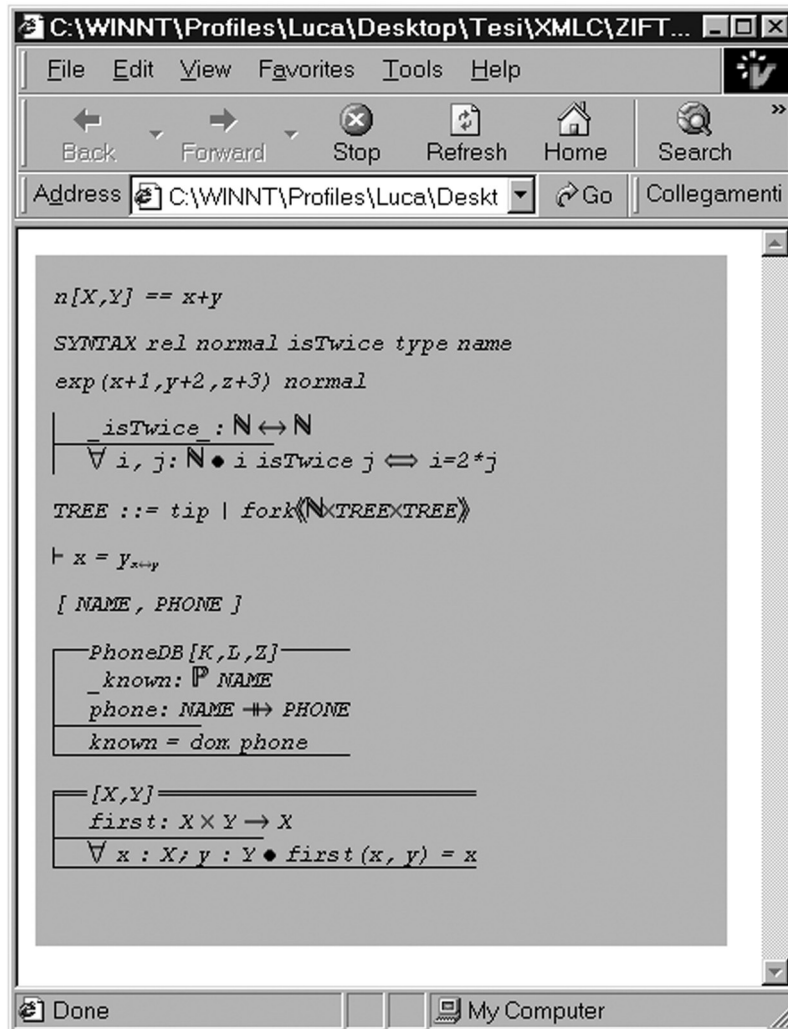 C:\WINNT\Profiles\Luca\Desktop\Tesi\XMLC\ZIFT...
File Edit View Favorites Tools Help
Back Forward Stop Refresh Home Search »
Address C:\WINNT\Profiles\Luca\Deskt Go Collegamenti
n[X,Y] == x+y
SYNTAX rel normal isTwice type name
exp(x+1,y+2,z+3) normal
_isTwice_: ℕ ↔ ℕ
∀ i, j: ℕ ● i isTwice j ⇔ i=2*j
TREE ::= tip | fork⟪ℕ×TREE×TREE⟫
⊢ x = y_{x↔y}
[ NAME, PHONE ]
PhoneDB[K,L,Z]
_known: ℙ NAME
phone: NAME ⇻ PHONE
known = dom phone
[X,Y]
first: X × Y → X
∀ x : X; y : Y ● first(x, y) = x
Done My Computer